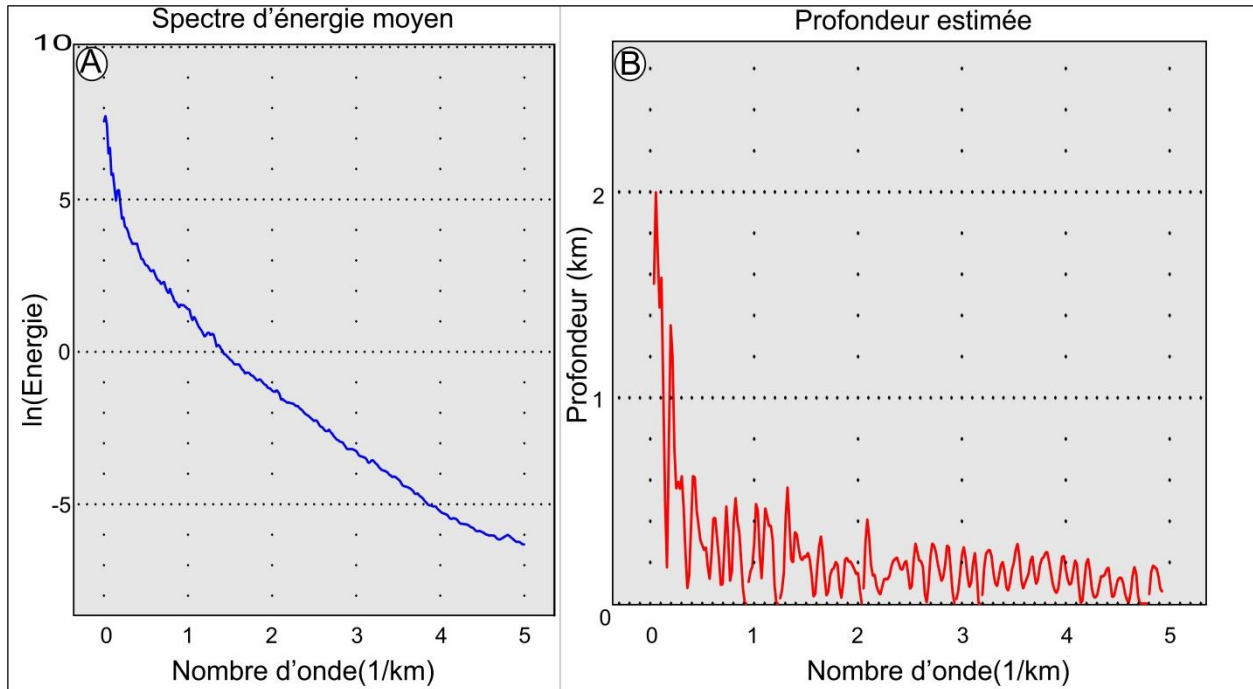 Spectre d’énergie moyen
A
10
5
0
-5
ln(Energie)
0 1 2 3 4 5
Nombre d’onde(1/km)
Profondeur estimée
B
2
1
0
Profondeur (km)
0 1 2 3 4 5
Nombre d’onde(1/km)